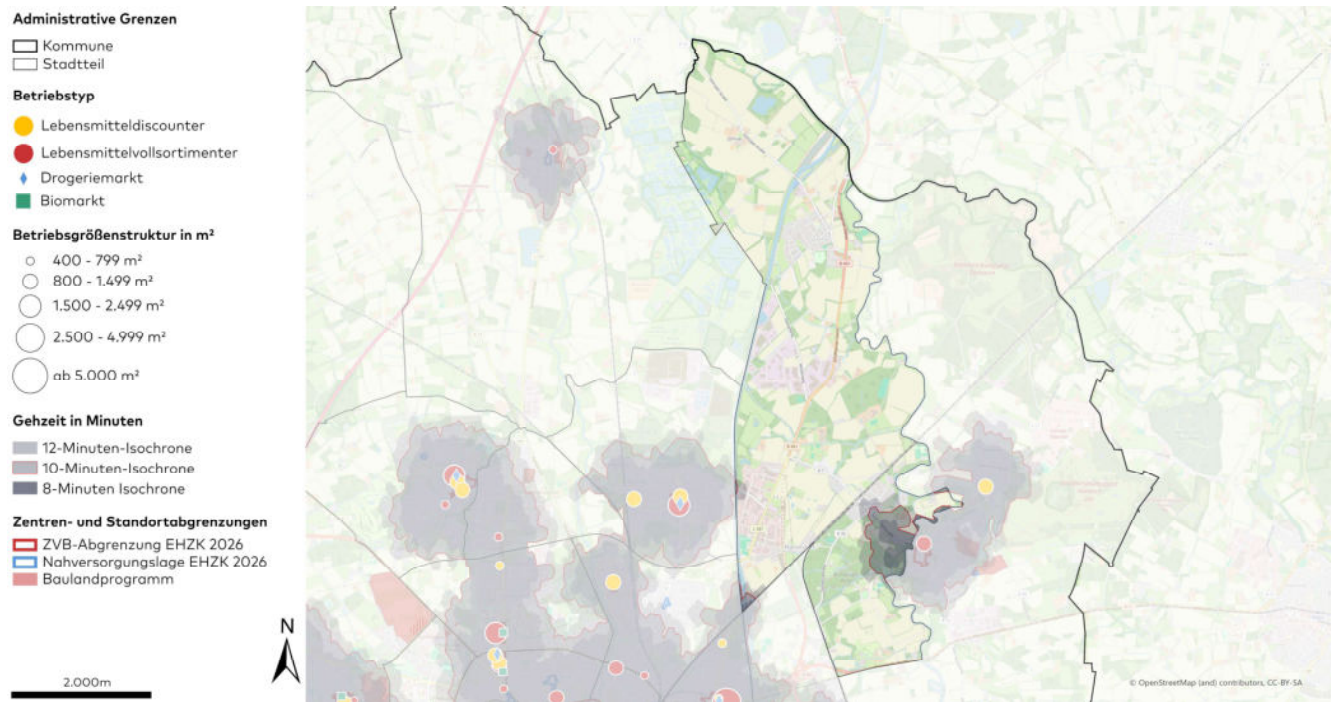 Administrative Grenzen
Kommune
Stadtteil
Betriebstyp
Lebensmitteldiscounter
Lebensmittelvollsortimenter
Drogeriemarkt
Biomarkt
Betriebsgrößenstruktur in m²
400 - 799 m²
800 - 1.499 m²
1.500 - 2.499 m²
2.500 - 4.999 m²
ab 5.000 m²
Gehzeit in Minuten
12-Minuten-Isochrone
10-Minuten-Isochrone
8-Minuten Isochrone
Zentren- und Standortabgrenzungen
ZVB-Abgrenzung EHZK 2026
Nahversorgungslage EHZK 2026
Baulandprogramm
N
2.000m
© OpenStreetMap (and) contributors, CC-BY-SA